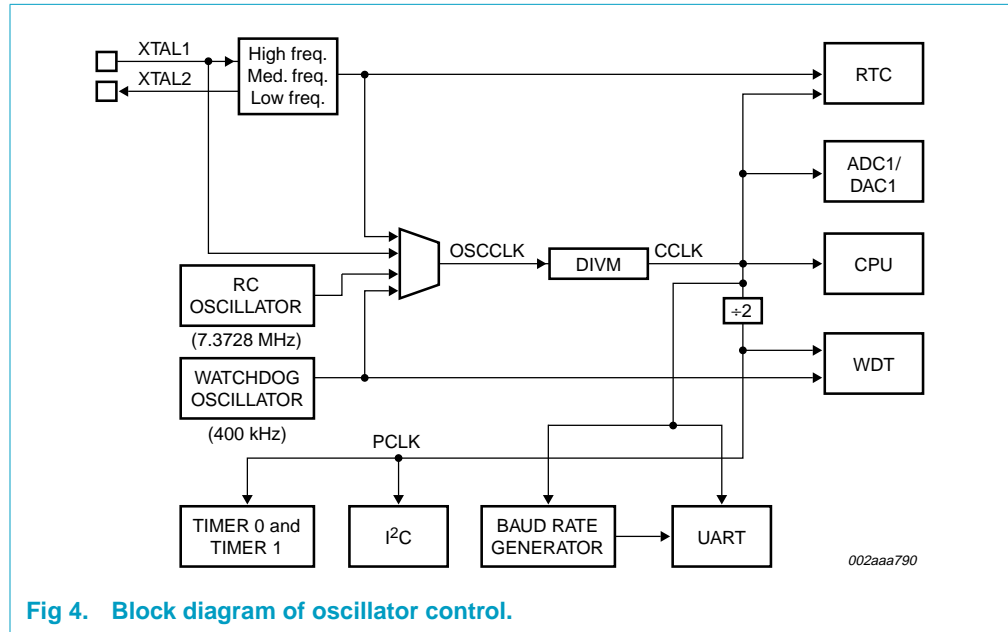 XTAL1
XTAL2
High freq.
Med. freq.
Low freq.
RTC
ADC1/
DAC1
OSCCLK
DIVM
CCLK
CPU
RC
OSCILLATOR
(7.3728 MHz)
÷2
WATCHDOG
OSCILLATOR
(400 kHz)
WDT
PCLK
TIMER 0 and
TIMER 1
I²C
BAUD RATE
GENERATOR
UART
002aaa790
Fig 4. Block diagram of oscillator control.